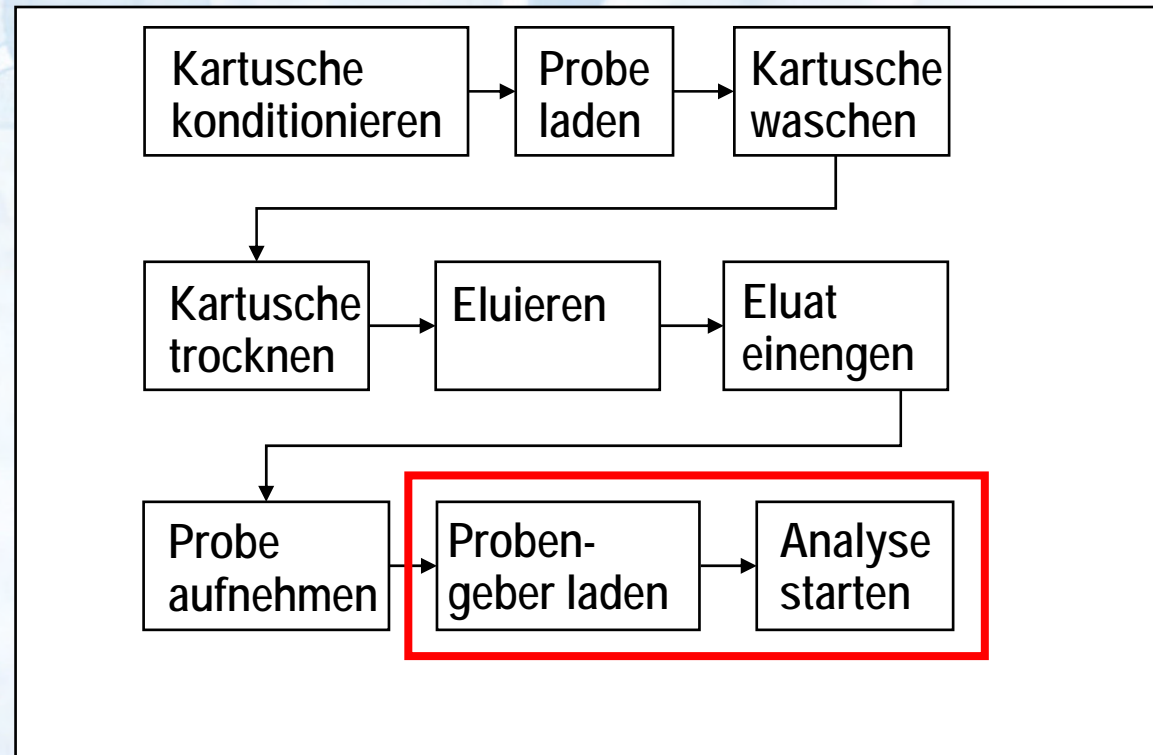 Kartusche
konditionieren
Probe
laden
Kartusche
waschen
Kartusche
trocknen
Eluieren
Eluat
einengen
Probe
aufnehmen
Proben-
geber laden
Analyse
starten